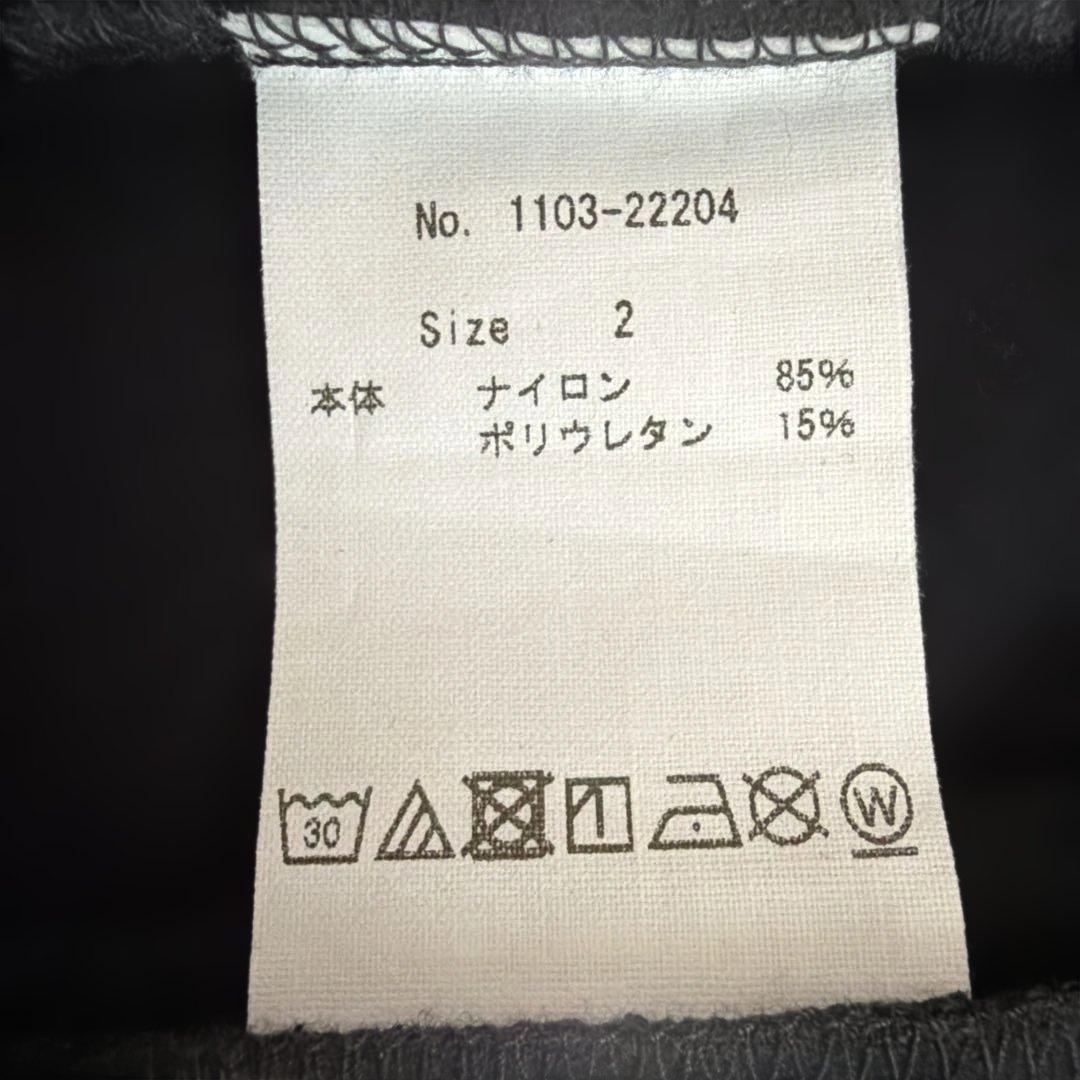 No. 1103-22204
Size 2
本体 ナイロン 85%
ポリウレタン 15%
30
W